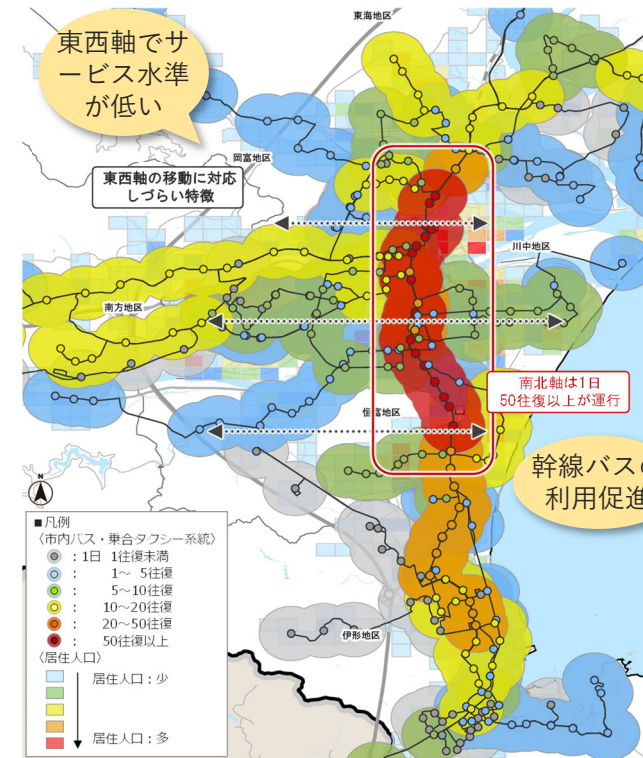 東海地区
東西軸でサ
ービス水準
が低い
岡富地区
東西軸の移動に対応
しづらい特徴
川中地区
南方地区
南北軸は1日
50往復以上が運行
恒富地区
幹線バスの
利用促進
N
■凡例
〈市内バス・乗合タクシー系統〉
：1日 1往復未満
： 1～ 5往復
： 5～10往復
： 10～20往復
： 20～50往復
： 50往復以上
〈居住人口〉
居住人口：少
居住人口：多
伊形地区